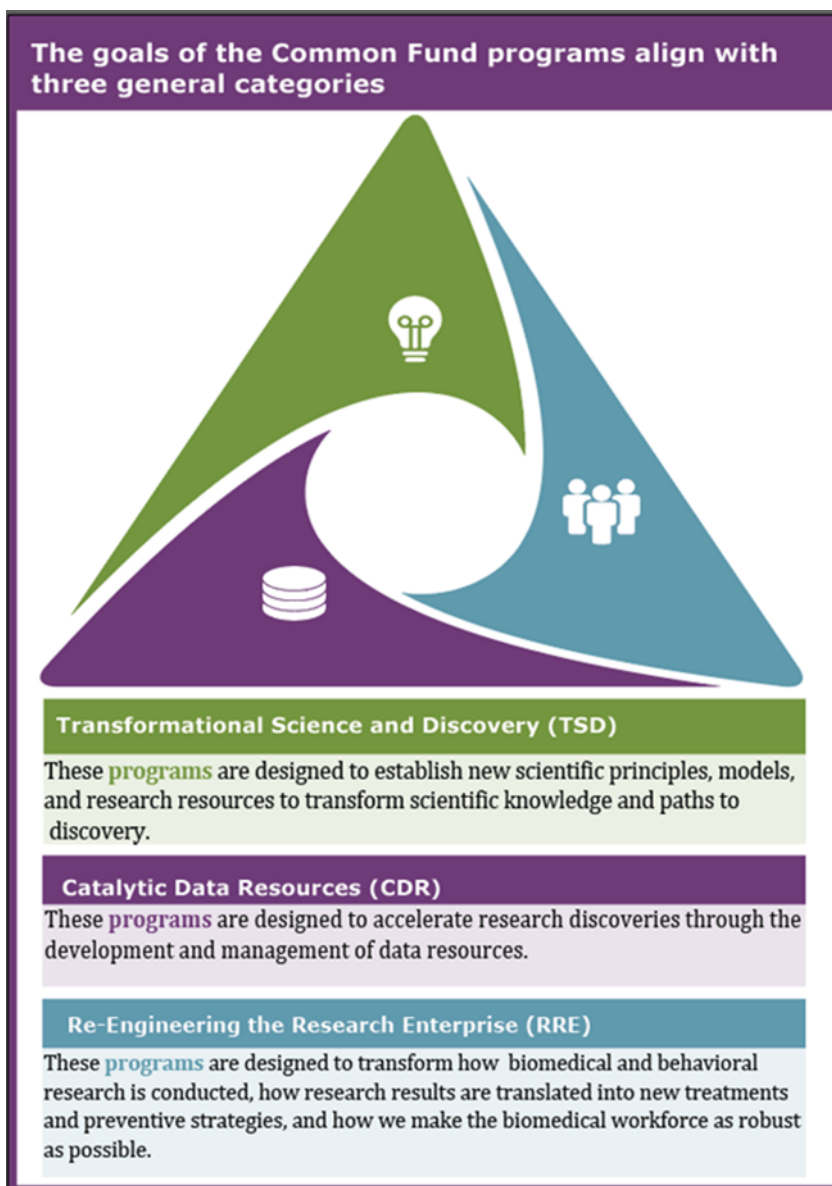 The goals of the Common Fund programs align with
three general categories
Transformational Science and Discovery (TSD)
These programs are designed to establish new scientific principles, models,
and research resources to transform scientific knowledge and paths to
discovery.
Catalytic Data Resources (CDR)
These programs are designed to accelerate research discoveries through the
development and management of data resources.
Re-Engineering the Research Enterprise (RRE)
These programs are designed to transform how biomedical and behavioral
research is conducted, how research results are translated into new treatments
and preventive strategies, and how we make the biomedical workforce as robust
as possible.